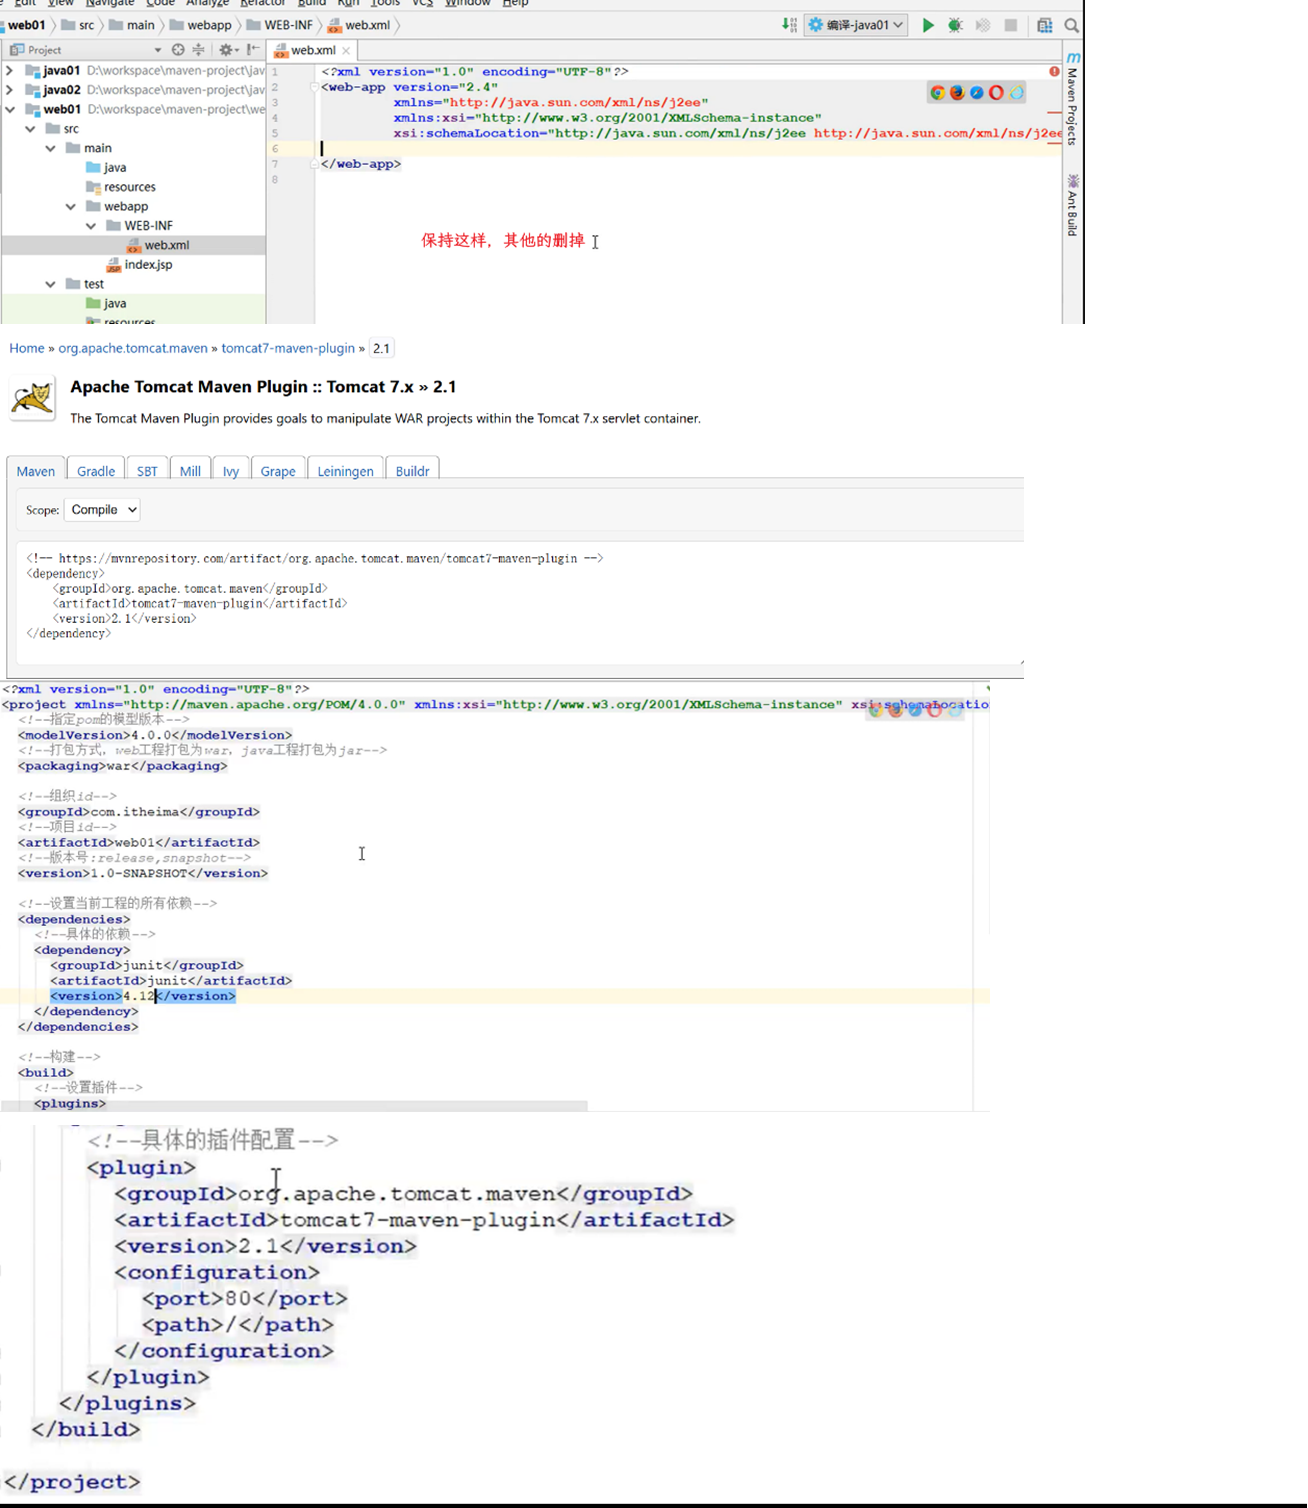 Edit View Navigate Code Analyze Refactor Build Run Tools VCS Window Help
web01 src main webapp WEB-INF web.xml 编译-java01
Project web.xml
java01 D:\workspace\maven-project\jav
java02 D:\workspace\maven-project\jav
web01 D:\workspace\maven-project\we
src
main
java
resources
webapp
WEB-INF
web.xml
index.jsp
test
java
resources
1 <?xml version="1.0" encoding="UTF-8"?>
2 <web-app version="2.4"
3 xmlns="http://java.sun.com/xml/ns/j2ee"
4 xmlns:xsi="http://www.w3.org/2001/XMLSchema-instance"
5 xsi:schemaLocation="http://java.sun.com/xml/ns/j2ee http://java.sun.com/xml/ns/j2ee
6
7 </web-app>
8
保持这样，其他的删掉
Maven Projects
Ant Build
Home » org.apache.tomcat.maven » tomcat7-maven-plugin » 2.1
Apache Tomcat Maven Plugin :: Tomcat 7.x » 2.1
The Tomcat Maven Plugin provides goals to manipulate WAR projects within the Tomcat 7.x servlet container.
Maven Gradle SBT Mill Ivy Grape Leiningen Buildr
Scope: Compile
<!-- https://mvnrepository.com/artifact/org.apache.tomcat.maven/tomcat7-maven-plugin -->
<dependency>
<groupId>org.apache.tomcat.maven</groupId>
<artifactId>tomcat7-maven-plugin</artifactId>
<version>2.1</version>
</dependency>
<?xml version="1.0" encoding="UTF-8"?>
<project xmlns="http://maven.apache.org/POM/4.0.0" xmlns:xsi="http://www.w3.org/2001/XMLSchema-instance" xsi:schemaLocatio
<!--指定pom的模型版本-->
<modelVersion>4.0.0</modelVersion>
<!--打包方式，web工程打包为war，java工程打包为jar-->
<packaging>war</packaging>
<!--组织id-->
<groupId>com.itheima</groupId>
<!--项目id-->
<artifactId>web01</artifactId>
<!--版本号:release,snapshot-->
<version>1.0-SNAPSHOT</version>
<!--设置当前工程的所有依赖-->
<dependencies>
<!--具体的依赖-->
<dependency>
<groupId>junit</groupId>
<artifactId>junit</artifactId>
<version>4.12</version>
</dependency>
</dependencies>
<!--构建-->
<build>
<!--设置插件-->
<plugins>
<!--具体的插件配置-->
<plugin>
<groupId>org.apache.tomcat.maven</groupId>
<artifactId>tomcat7-maven-plugin</artifactId>
<version>2.1</version>
<configuration>
<port>80</port>
<path>/</path>
</configuration>
</plugin>
</plugins>
</build>
</project>